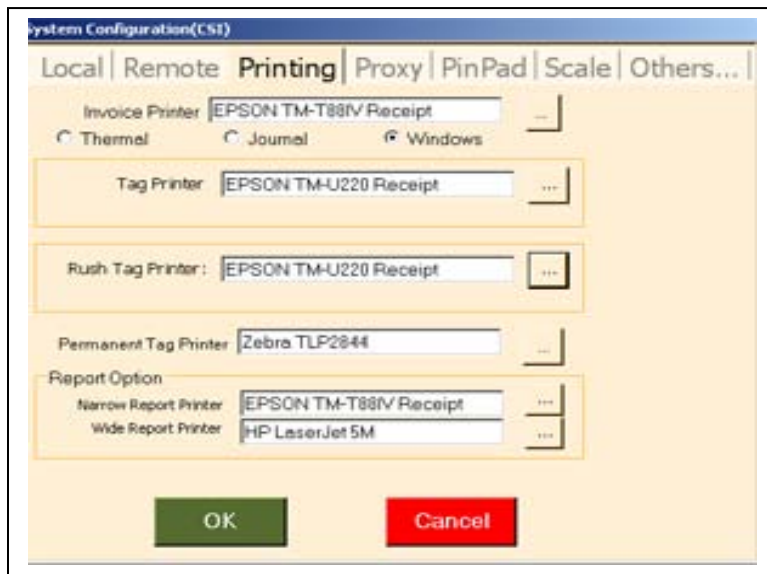 System Configuration(CSI)
Local | Remote Printing | Proxy | PinPad | Scale | Others... |
Invoice Printer EPSON TM-T88IV Receipt ...
Thermal Journal Windows
Tag Printer EPSON TM-U220 Receipt ...
Rush Tag Printer: EPSON TM-U220 Receipt ...
Permanent Tag Printer Zebra TLP2844 ...
Report Option
Narrow Report Printer EPSON TM-T88IV Receipt ...
Wide Report Printer HP LaserJet 5M ...
OK Cancel